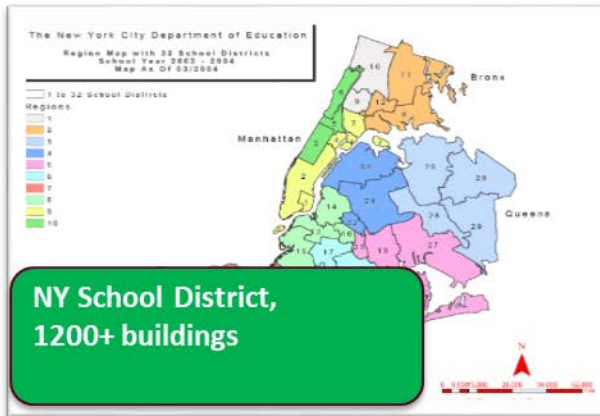 The New York City Department of Education
Region Map with 32 School Districts
School Year 2003 - 2004
Map As Of 03/2004
1 to 32 School Districts
Regions
1
2
3
4
5
6
7
8
9
10
Manhattan
Bronx
Queens
10
11
9
12
8
7
3
2
30
25
26
24
28
29
14
15
17
19
27
NY School District,
1200+ buildings
N